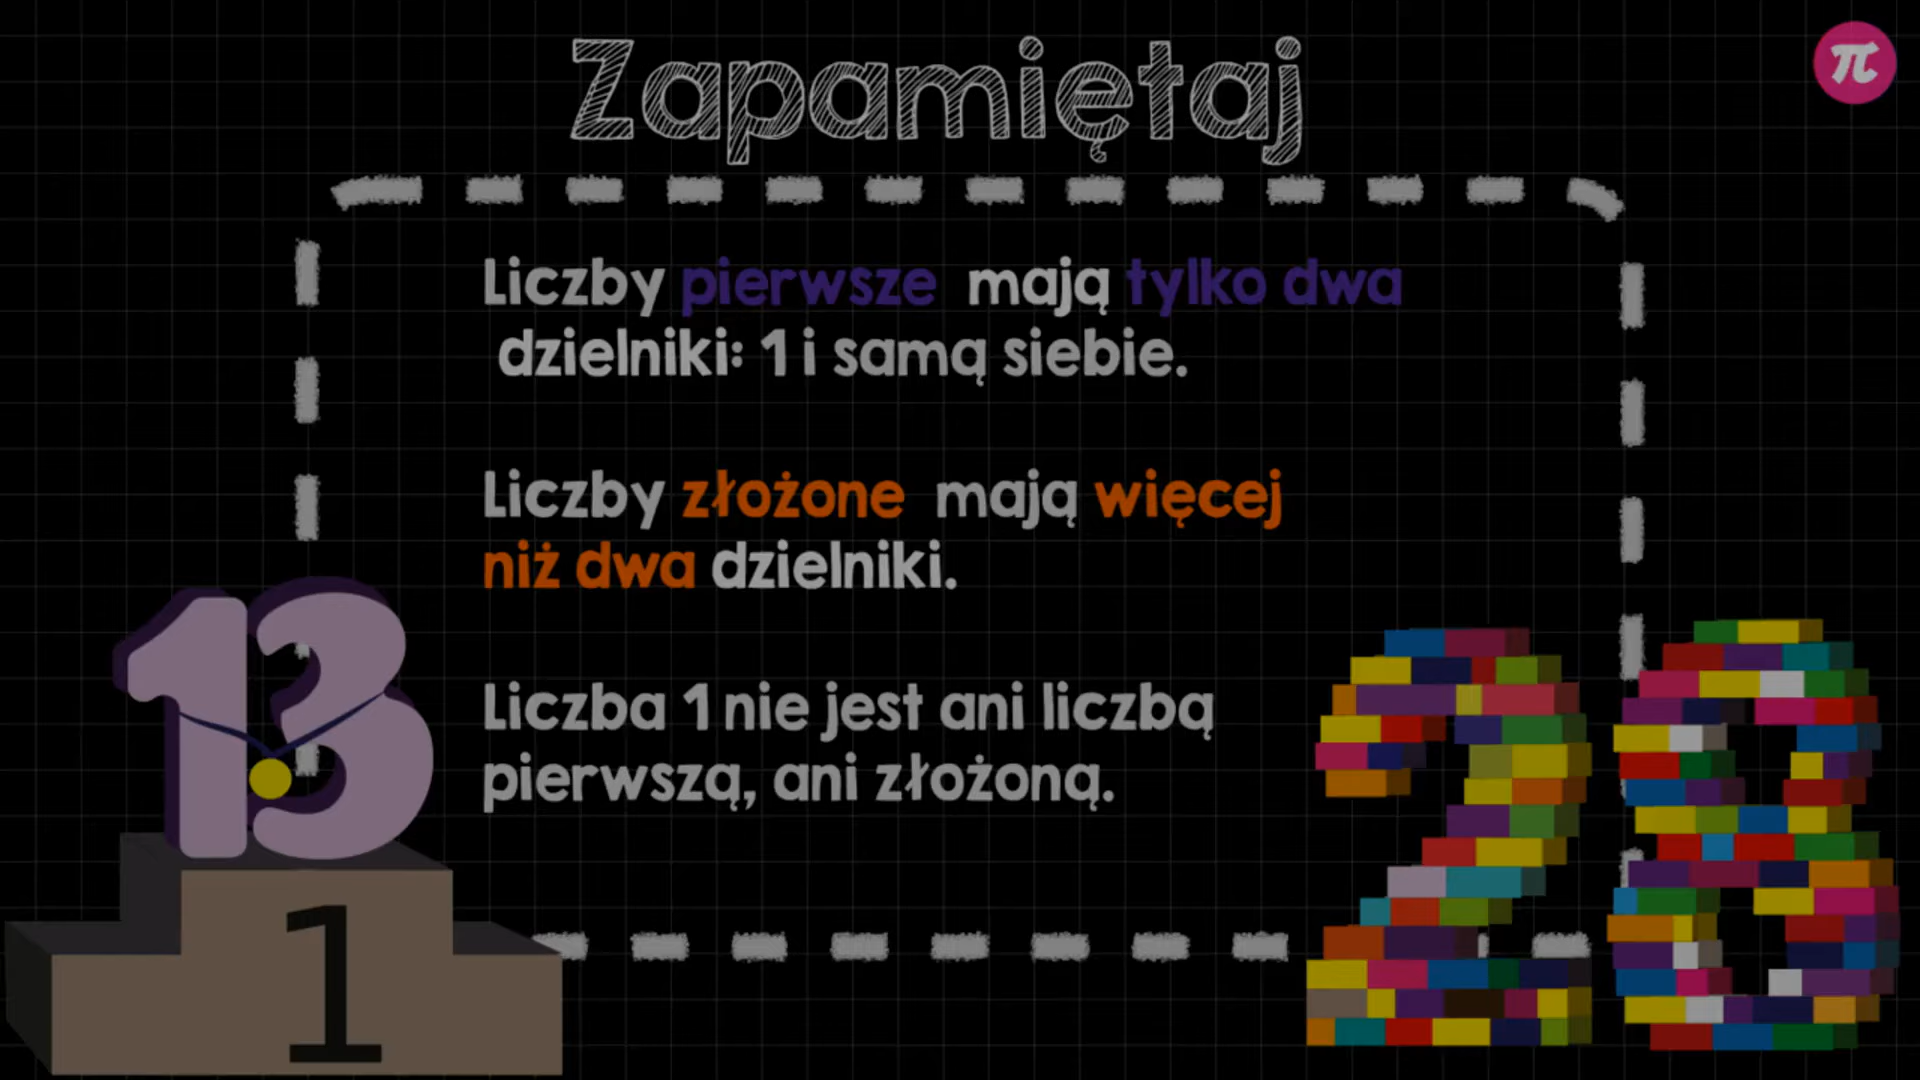 Zapamiętaj
π
Liczby pierwsze mają tylko dwa
dzielniki: 1 i samą siebie.
Liczby złożone mają więcej
niż dwa dzielniki.
Liczba 1 nie jest ani liczbą
pierwszą, ani złożoną.
13
1
28